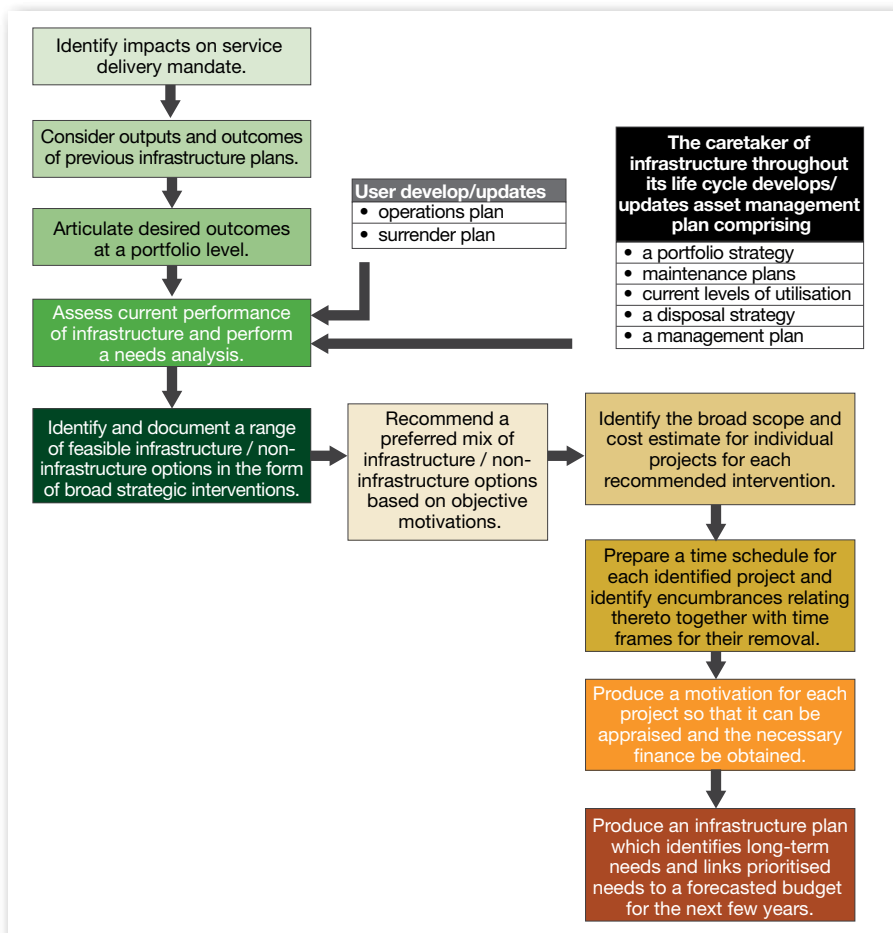 Identify impacts on service
delivery mandate.
Consider outputs and outcomes
of previous infrastructure plans.
Articulate desired outcomes
at a portfolio level.
User develop/updates
• operations plan
• surrender plan
The caretaker of
infrastructure throughout
its life cycle develops/
updates asset management
plan comprising
• a portfolio strategy
• maintenance plans
• current levels of utilisation
• a disposal strategy
• a management plan
Assess current performance
of infrastructure and perform
a needs analysis.
Identify and document a range
of feasible infrastructure / non-
infrastructure options in the form
of broad strategic interventions.
Recommend a
preferred mix of
infrastructure / non-
infrastructure options
based on objective
motivations.
Identify the broad scope and
cost estimate for individual
projects for each
recommended intervention.
Prepare a time schedule for
each identified project and
identify encumbrances relating
thereto together with time
frames for their removal.
Produce a motivation for each
project so that it can be
appraised and the necessary
finance be obtained.
Produce an infrastructure plan
which identifies long-term
needs and links prioritised
needs to a forecasted budget
for the next few years.